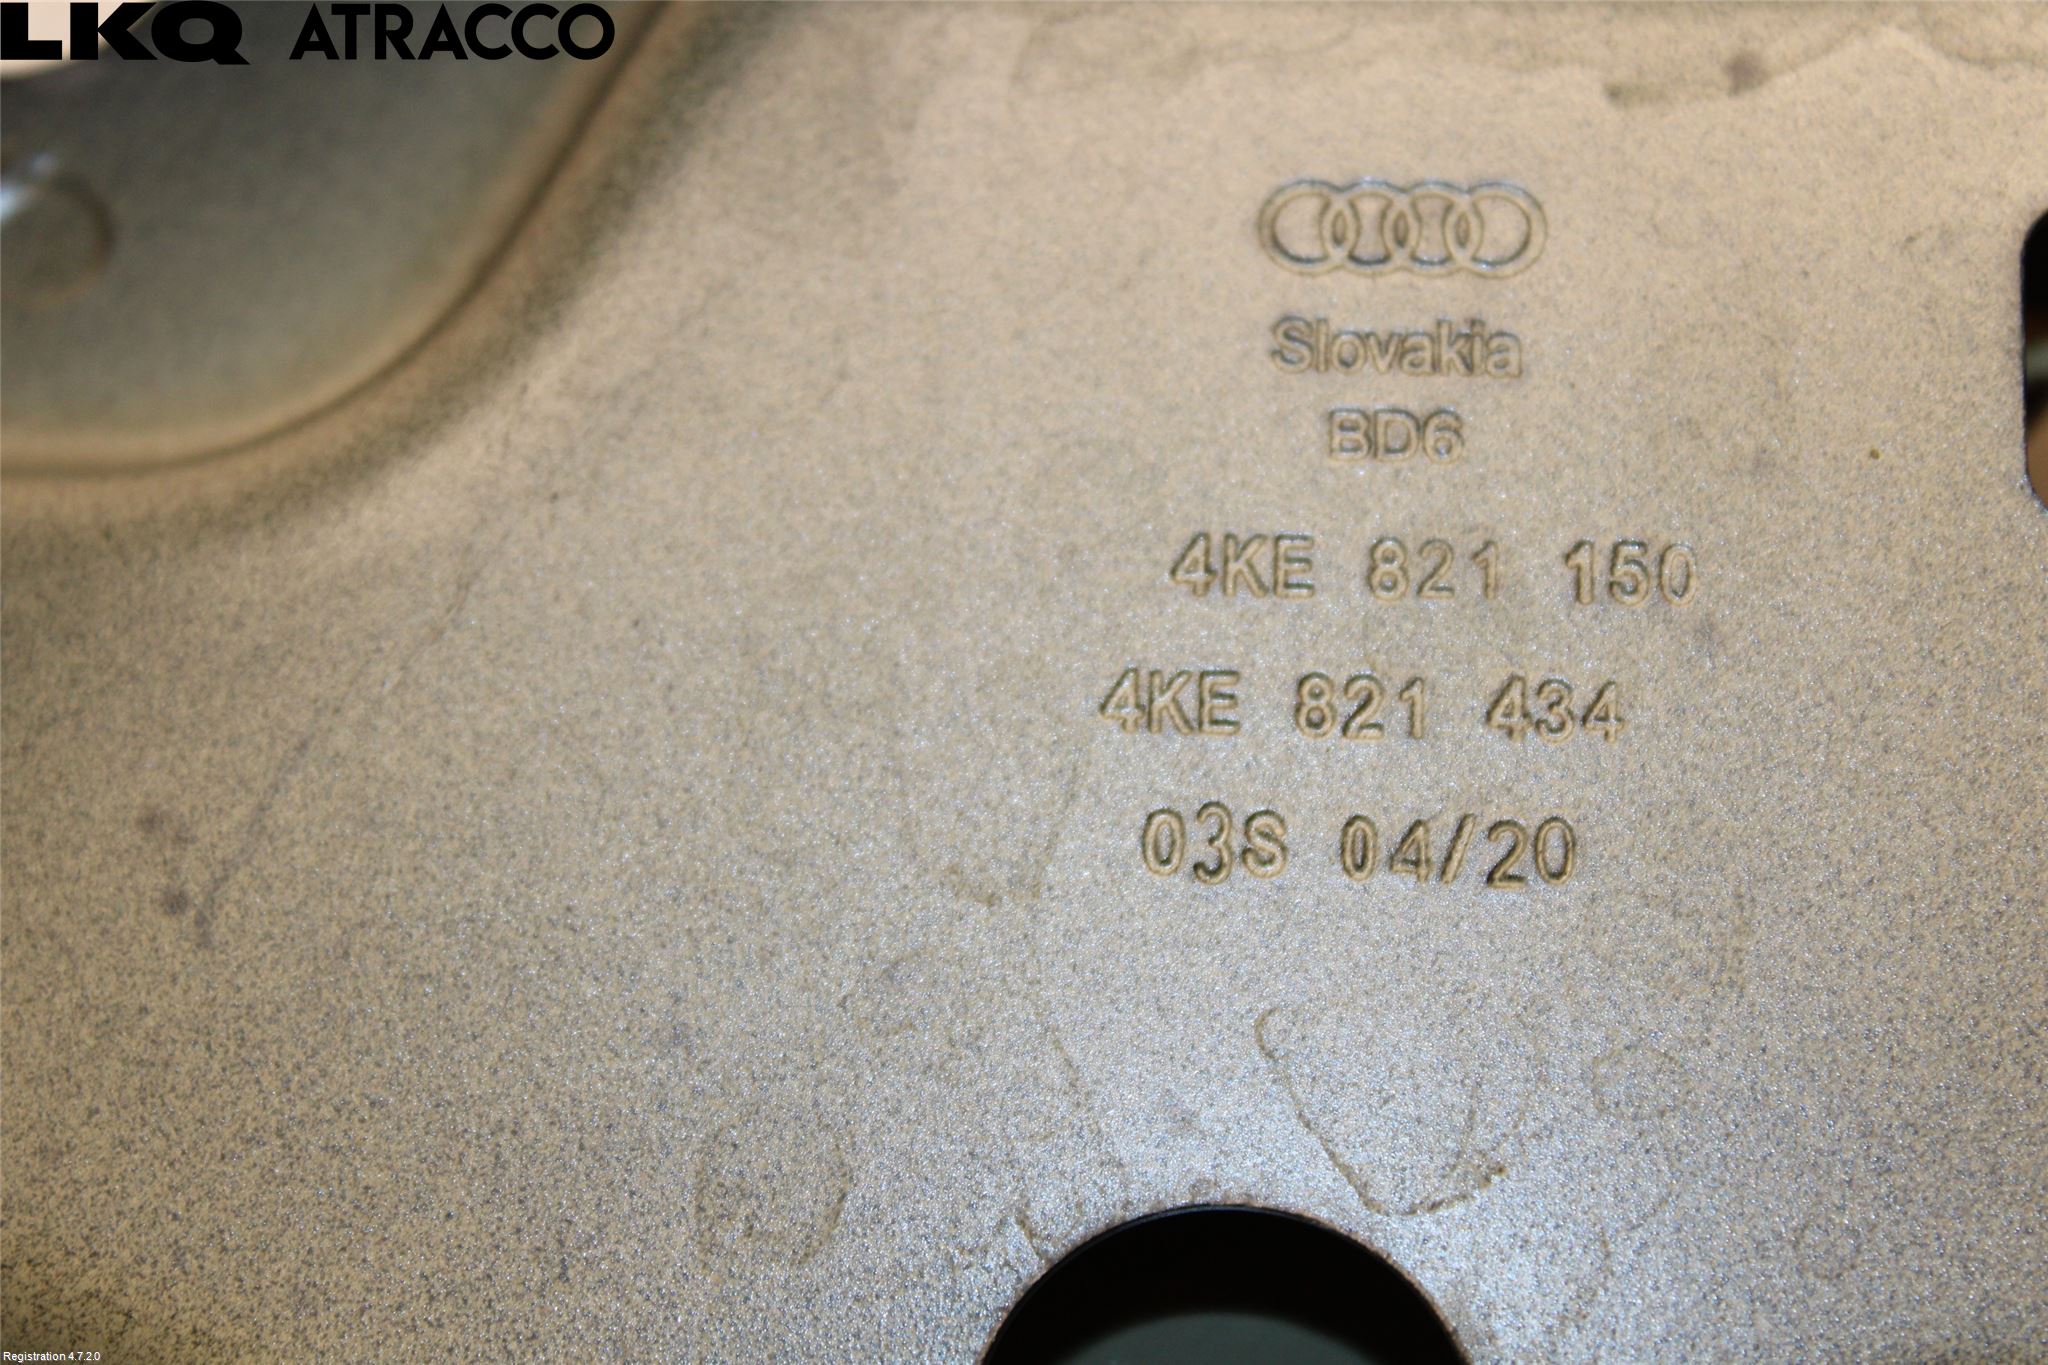 LKQ ATRACCO
Slovakia
BD6
4KE 821 150
4KE 821 434
03S 04/20
Registration 4.7.2.0